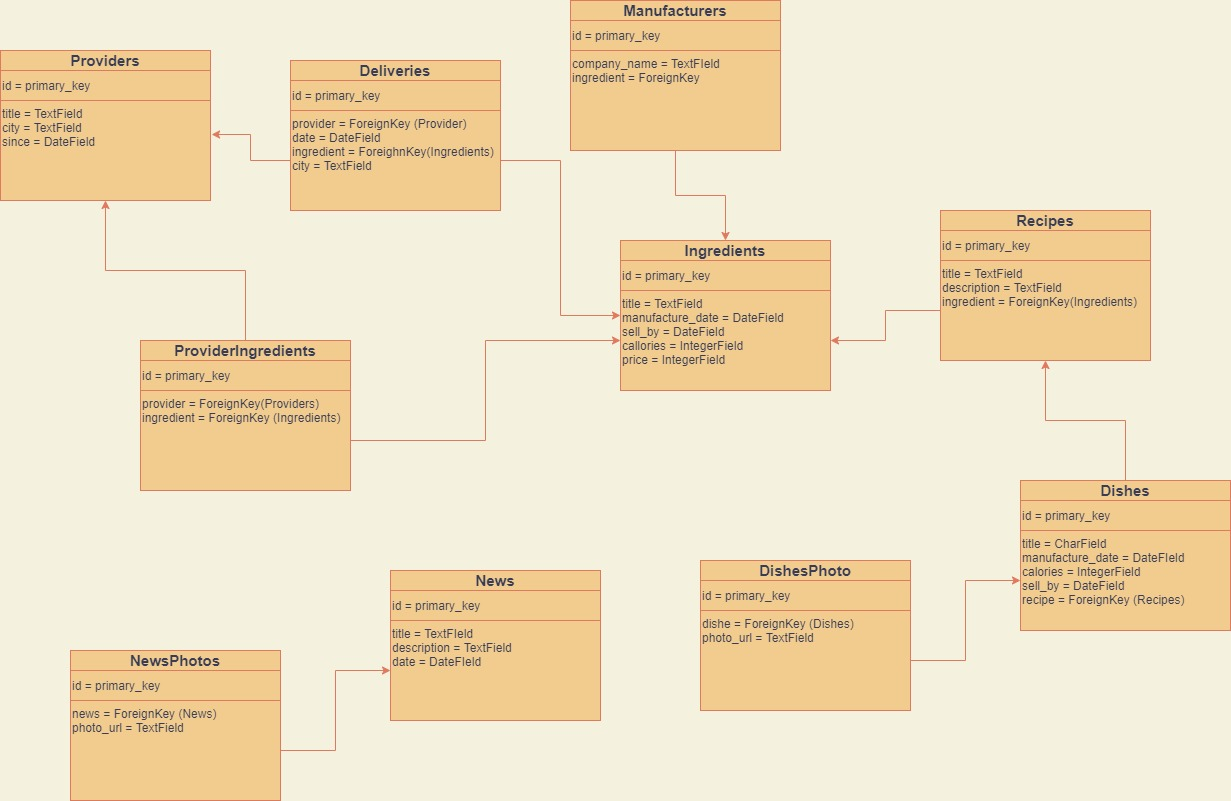 Manufacturers
id = primary_key
company_name = TextFIeld
ingredient = ForeignKey
Providers
id = primary_key
title = TextField
city = TextField
since = DateField
Deliveries
id = primary_key
provider = ForeignKey (Provider)
date = DateField
ingredient = ForeighnKey(Ingredients)
city = TextField
Ingredients
id = primary_key
title = TextField
manufacture_date = DateField
sell_by = DateField
callories = IntegerField
price = IntegerField
Recipes
id = primary_key
title = TextField
description = TextField
ingredient = ForeignKey(Ingredients)
ProviderIngredients
id = primary_key
provider = ForeignKey(Providers)
ingredient = ForeignKey (Ingredients)
Dishes
id = primary_key
title = CharField
manufacture_date = DateFIeld
calories = IntegerField
sell_by = DateField
recipe = ForeignKey (Recipes)
News
id = primary_key
title = TextFIeld
description = TextField
date = DateFIeld
DishesPhoto
id = primary_key
dishe = ForeignKey (Dishes)
photo_url = TextField
NewsPhotos
id = primary_key
news = ForeignKey (News)
photo_url = TextField